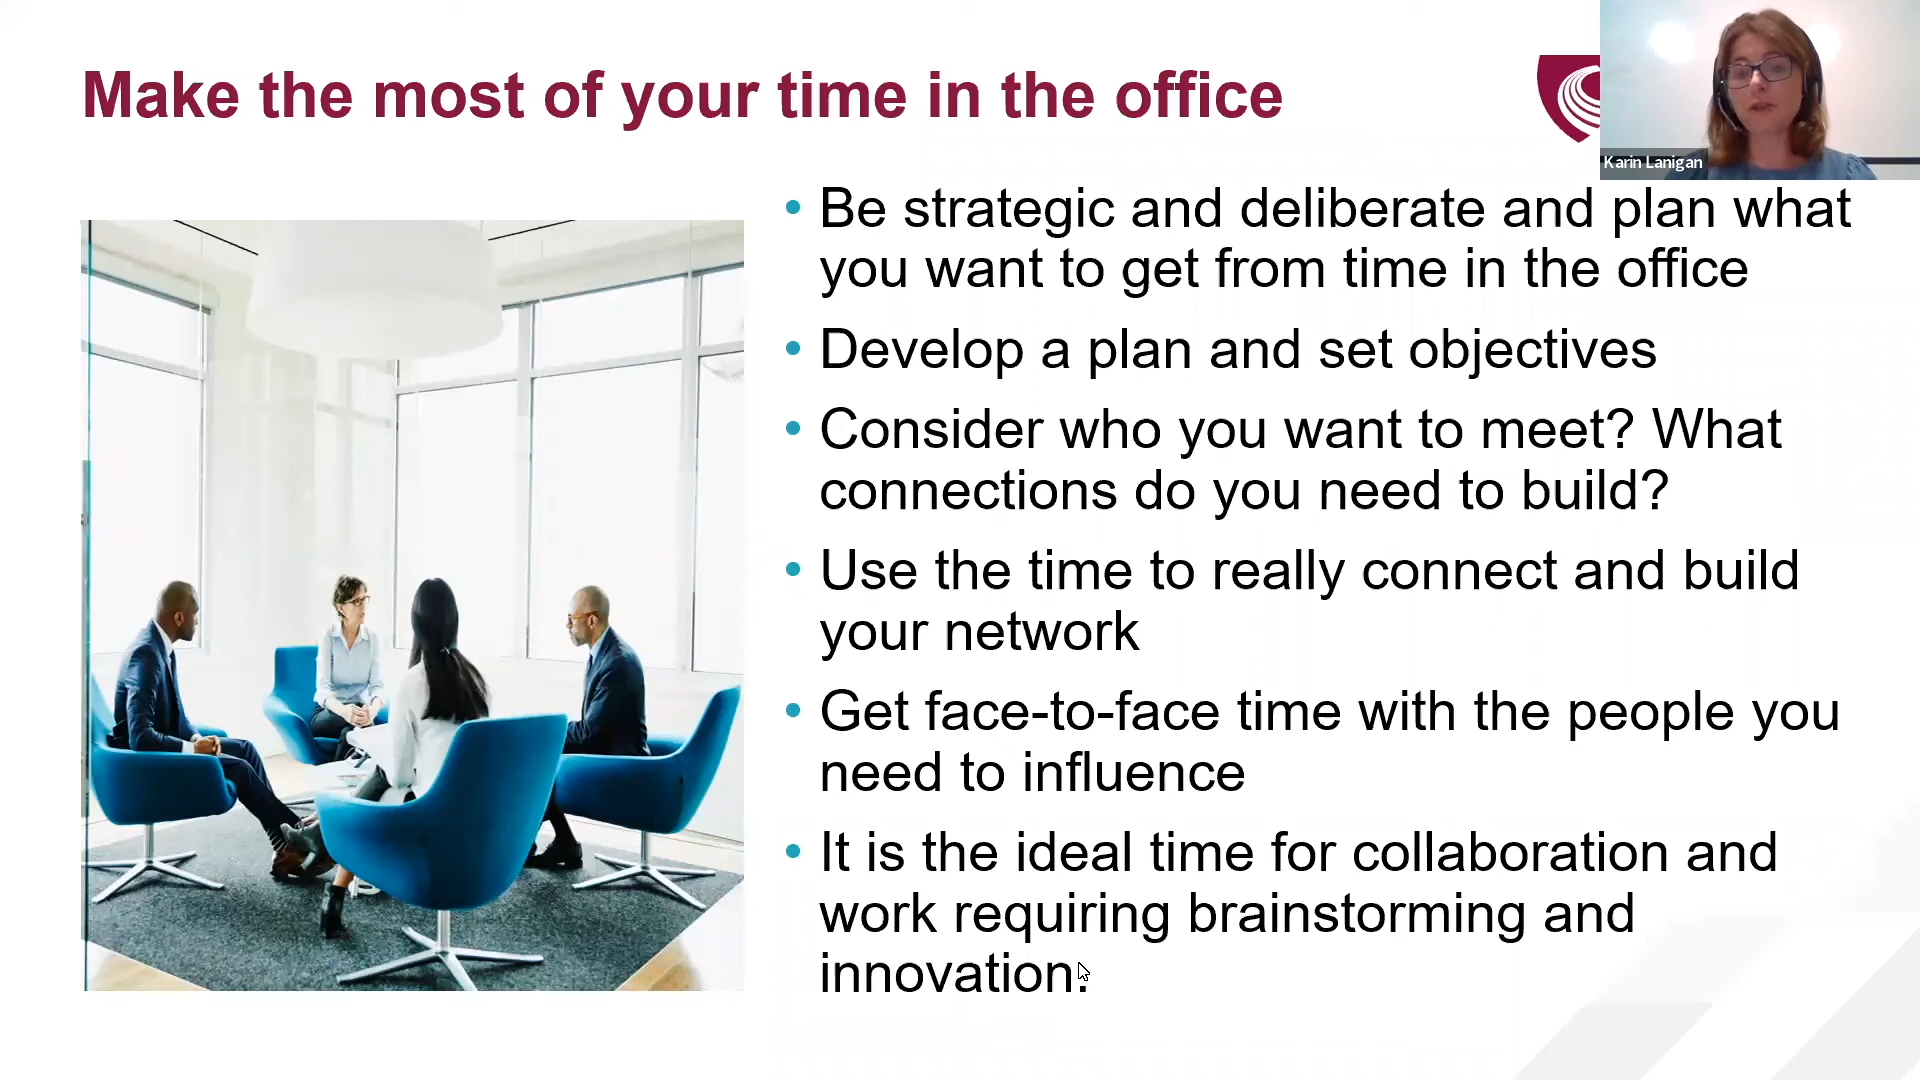 Make the most of your time in the office
Karin Lanigan
• Be strategic and deliberate and plan what
you want to get from time in the office
• Develop a plan and set objectives
• Consider who you want to meet? What
connections do you need to build?
• Use the time to really connect and build
your network
• Get face-to-face time with the people you
need to influence
• It is the ideal time for collaboration and
work requiring brainstorming and
innovation.